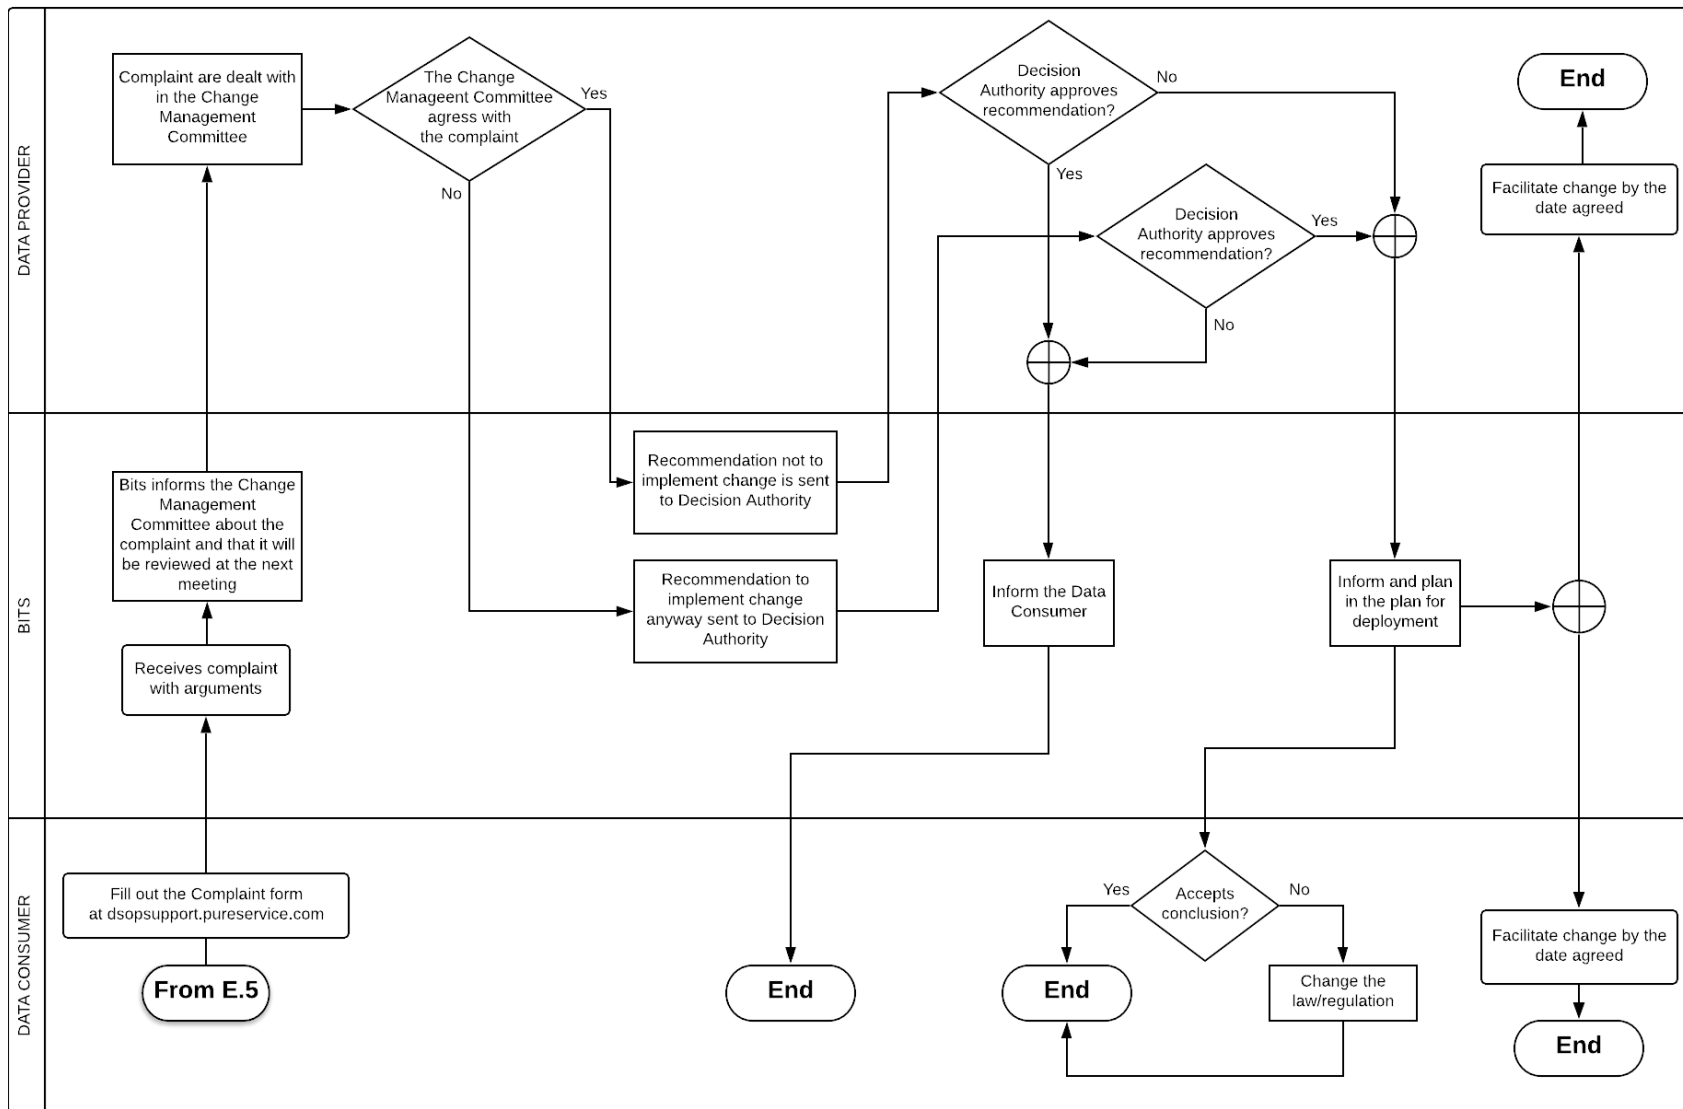 DATA PROVIDER
Complaint are dealt with
in the Change
Management
Committee
The Change
Manageent Committee
agress with
the complaint
Yes
No
Decision
Authority approves
recommendation?
No
Yes
Decision
Authority approves
recommendation?
Yes
No
End
Facilitate change by the
date agreed
BITS
Bits informs the Change
Management
Committee about the
complaint and that it will
be reviewed at the next
meeting
Receives complaint
with arguments
Recommendation not to
implement change is sent
to Decision Authority
Recommendation to
implement change
anyway sent to Decision
Authority
Inform the Data
Consumer
Inform and plan
in the plan for
deployment
DATA CONSUMER
Fill out the Complaint form
at dsopsupport.pureservice.com
From E.5
End
Accepts
conclusion?
Yes
No
End
Change the
law/regulation
Facilitate change by the
date agreed
End